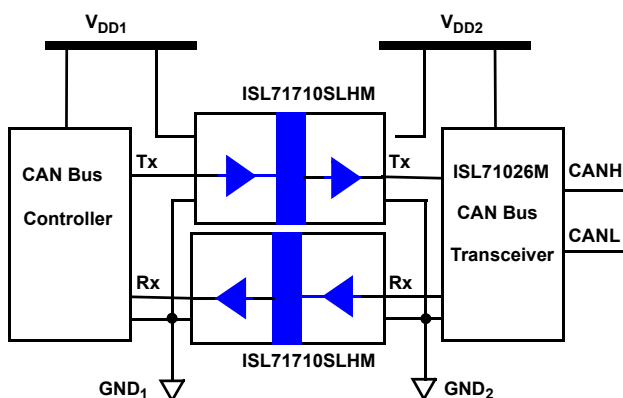 VDD1
VDD2
ISL71710SLHM
Tx
Tx
CAN Bus
Controller
ISL71026M
CAN Bus
Transceiver
CANH
CANL
Rx
Rx
ISL71710SLHM
GND1
GND2